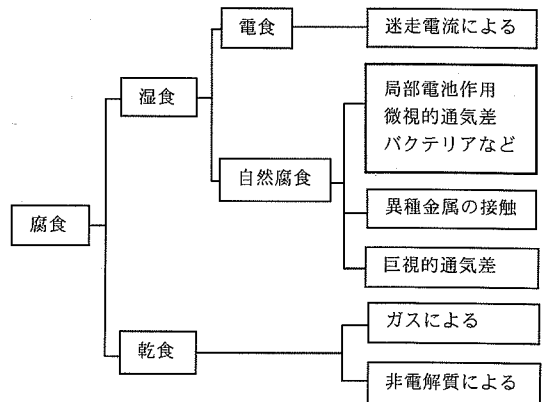 腐食
湿食
電食
迷走電流による
自然腐食
局部電池作用
微視的通気差
バクテリアなど
異種金属の接触
巨視的通気差
乾食
ガスによる
非電解質による